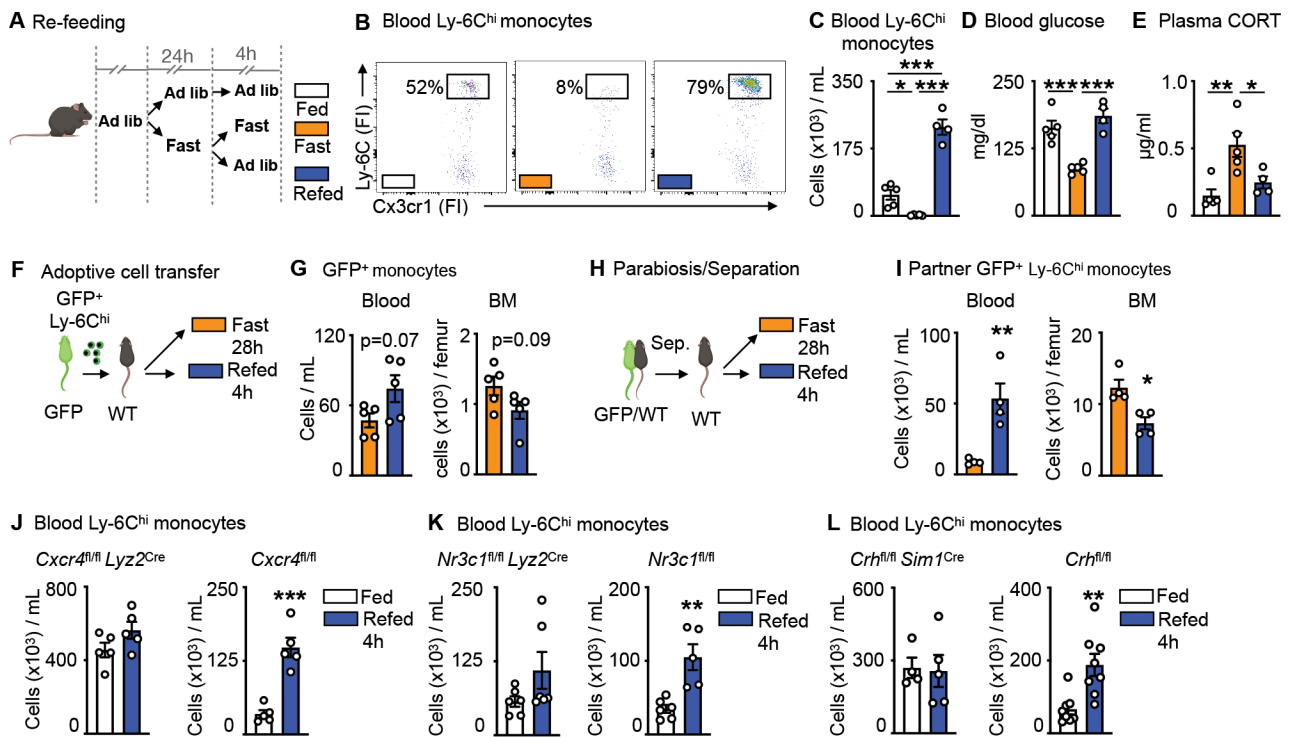 A Re-feeding
24h 4h
Ad lib Ad lib
Ad lib
Fast Fast
Ad lib
Fed
Fast
Refed
B Blood Ly-6Chi monocytes
Ly-6C (FI)
52%
8%
79%
Cx3cr1 (FI)
C Blood Ly-6Chi
monocytes
Cells (x10³) / mL
350
175
0
***
* ***
D Blood glucose
mg/dl
250
125
0
*** ***
E Plasma CORT
µg/ml
1.0
0.5
0
** *
F Adoptive cell transfer
GFP+
Ly-6Chi
GFP WT
Fast
28h
Refed
4h
G GFP+ monocytes
Blood
Cells / mL
120
60
0
p=0.07
BM
cells (x10³) / femur
2
1
0
p=0.09
H Parabiosis/Separation
Sep.
GFP/WT WT
Fast
28h
Refed
4h
I Partner GFP+ Ly-6Chi monocytes
Blood
Cells (x10³) / mL
100
50
0
**
BM
Cells (x10³) / femur
20
10
0
*
J Blood Ly-6Chi monocytes
Cxcr4fl/fl Lyz2Cre
Cells (x10³) / mL
800
400
0
Cxcr4fl/fl
Cells (x10³) / mL
250
125
0
***
Fed
Refed
4h
K Blood Ly-6Chi monocytes
Nr3c1fl/fl Lyz2Cre
Cells (x10³) / mL
250
125
0
Nr3c1fl/fl
Cells (x10³) / mL
200
100
0
**
Fed
Refed
4h
L Blood Ly-6Chi monocytes
Crhfl/fl Sim1Cre
Cells (x10³) / mL
600
300
0
Crhfl/fl
Cells (x10³) / mL
400
200
0
**
Fed
Refed
4h